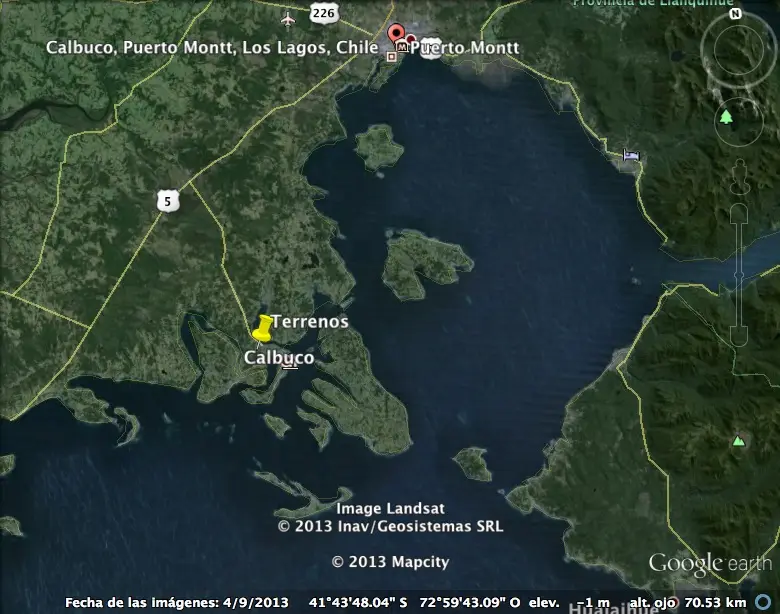 Provincia de Llanquihue
226
N
Calbuco, Puerto Montt, Los Lagos, Chile
Puerto Montt
5
Terrenos
Calbuco
Image Landsat
© 2013 Inav/Geosistemas SRL
© 2013 Mapcity
Google earth
Fecha de las imágenes: 4/9/2013 41°43'48.04" S 72°59'43.09" O elev. -1 m alt. ojo 70.53 km
Hualaihué